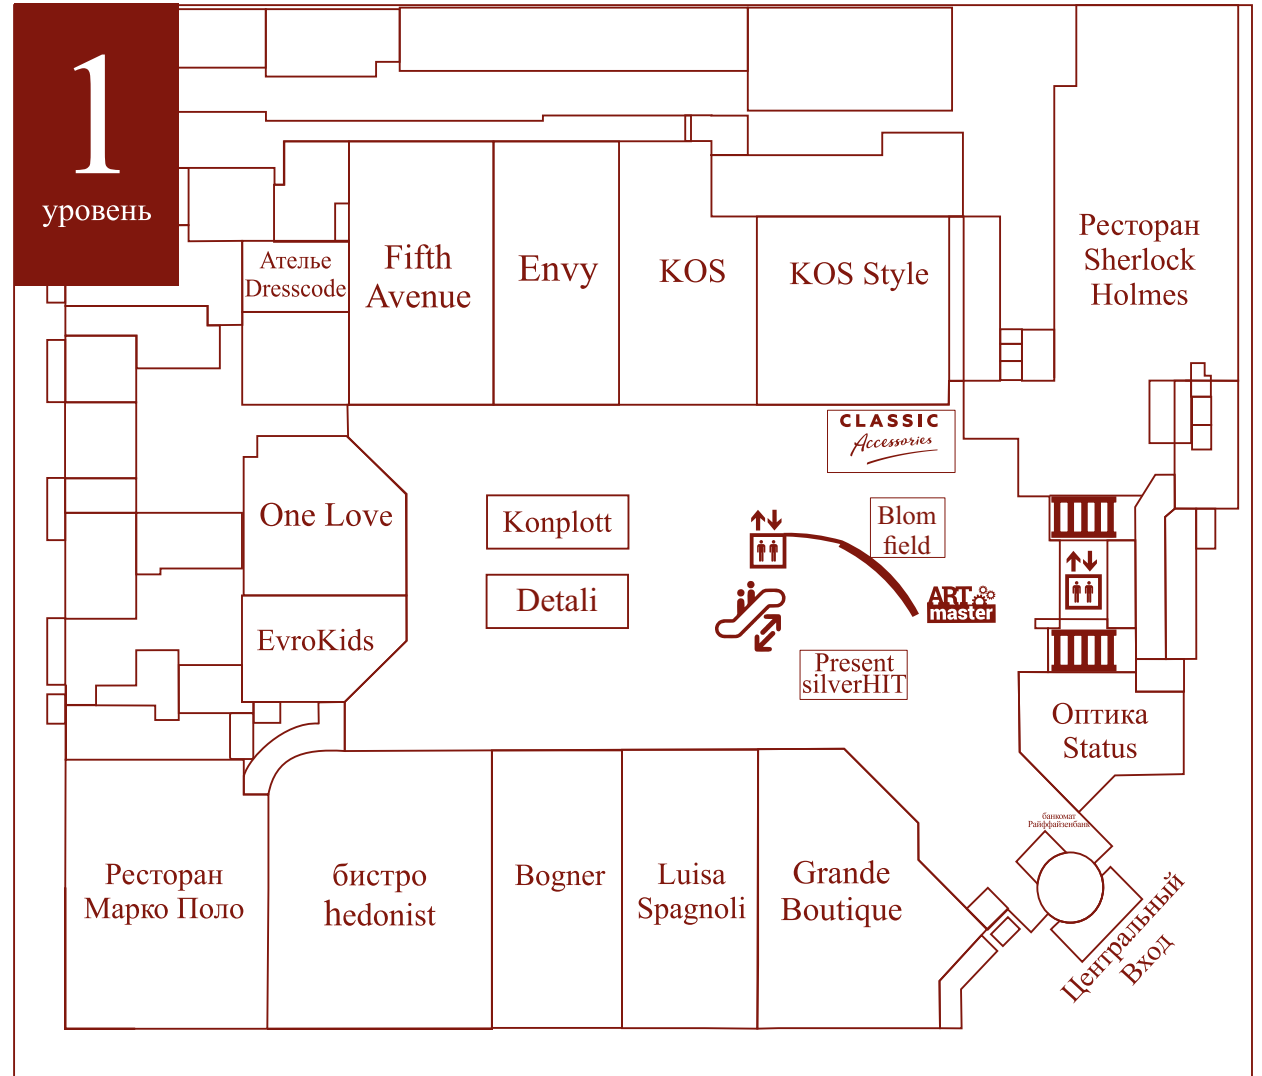 1
уровень
Ателье
Dresscode
Fifth
Avenue
Envy
KOS
KOS Style
Ресторан
Sherlock
Holmes
CLASSIC
Accessories
One Love
Konplott
Blom
field
Detali
ART
master
EvroKids
Present
silverHIT
Оптика
Status
банкомат
Райффайзенбанк
Ресторан
Марко Поло
бистро
hedonist
Bogner
Luisa
Spagnoli
Grande
Boutique
Центральный
Вход